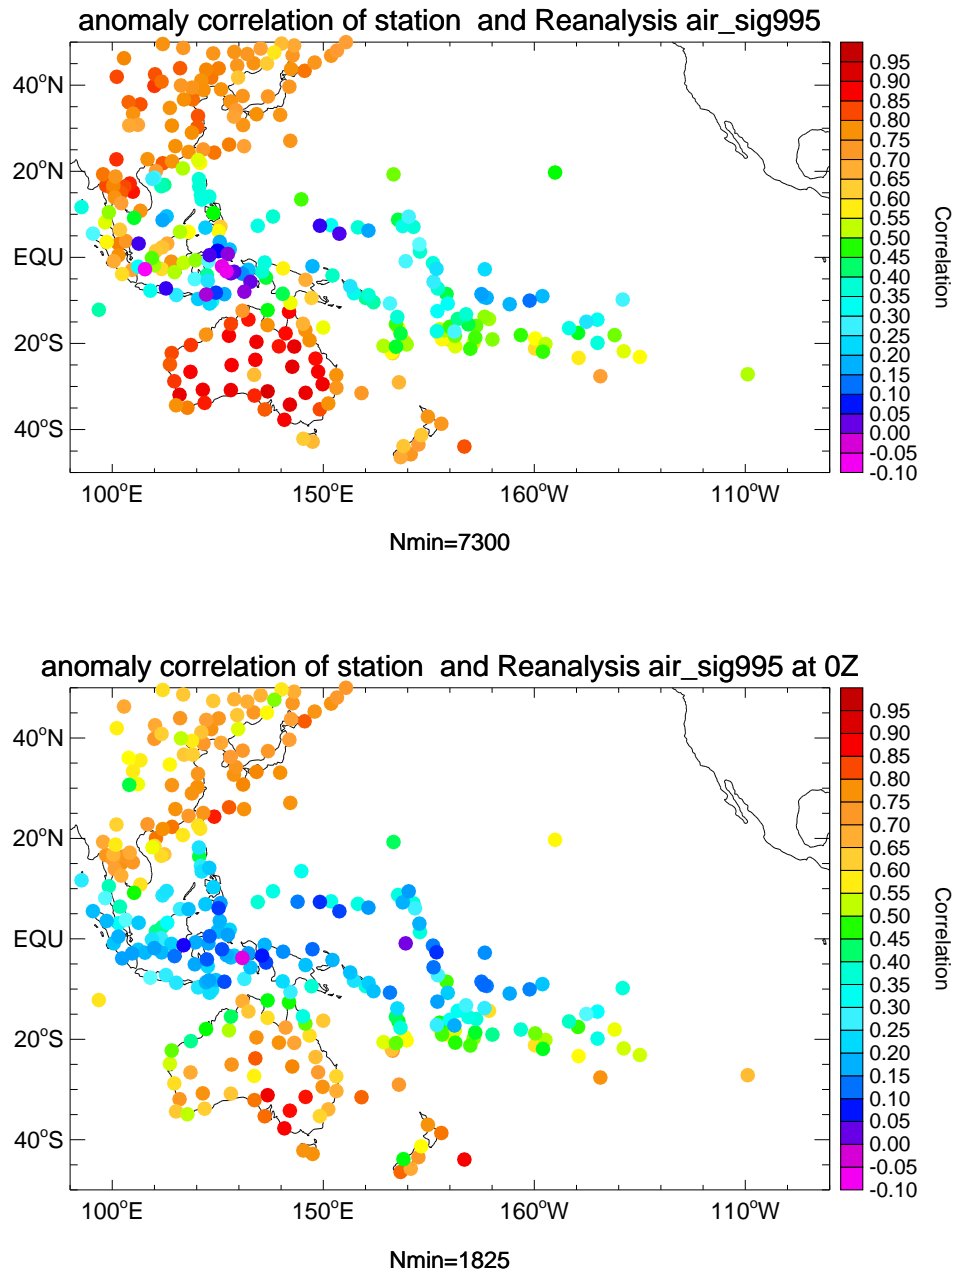 anomaly correlation of station  and Reanalysis air_sig995
40°N
20°N
EQU
20°S
40°S
100°E
150°E
160°W
110°W
Nmin=7300
0.95
0.90
0.85
0.80
0.75
0.70
0.65
0.60
0.55
0.50
0.45
0.40
0.35
0.30
0.25
0.20
0.15
0.10
0.05
0.00
-0.05
-0.10
Correlation
anomaly correlation of station  and Reanalysis air_sig995 at 0Z
40°N
20°N
EQU
20°S
40°S
100°E
150°E
160°W
110°W
Nmin=1825
0.95
0.90
0.85
0.80
0.75
0.70
0.65
0.60
0.55
0.50
0.45
0.40
0.35
0.30
0.25
0.20
0.15
0.10
0.05
0.00
-0.05
-0.10
Correlation